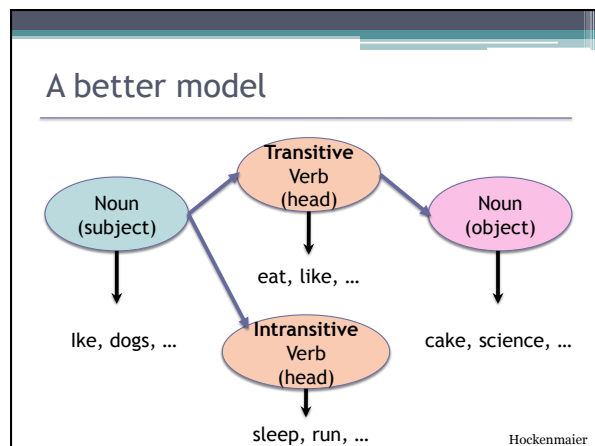 A better model
Noun
(subject)
Ike, dogs, …
Transitive
Verb
(head)
eat, like, …
Intransitive
Verb
(head)
sleep, run, …
Noun
(object)
cake, science, …
Hockenmaier